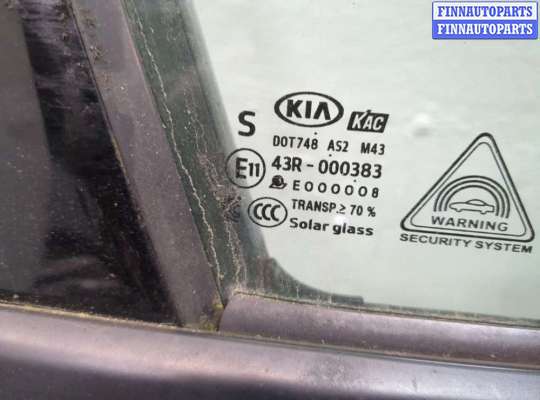 FINNAUTOPARTS
FINNAUTOPARTS
KIA KAC
S
DOT748 AS2 M43
E11 43R-000383
E000008
CCC TRANSP.≥70%
Solar glass
WARNING
SECURITY SYSTEM